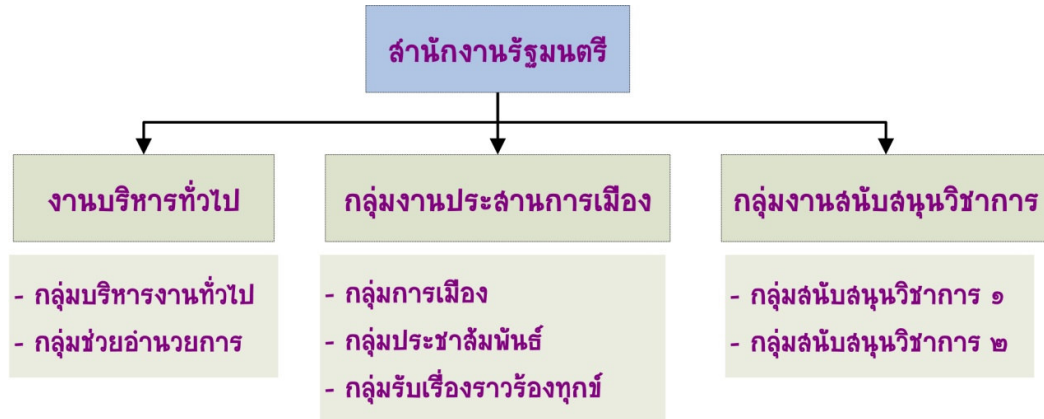 สำนักงานรัฐมนตรี
งานบริหารทั่วไป
- กลุ่มบริหารงานทั่วไป
- กลุ่มช่วยอำนวยการ
กลุ่มงานประสานการเมือง
- กลุ่มการเมือง
- กลุ่มประชาสัมพันธ์
- กลุ่มรับเรื่องราวร้องทุกข์
กลุ่มงานสนับสนุนวิชาการ
- กลุ่มสนับสนุนวิชาการ ๑
- กลุ่มสนับสนุนวิชาการ ๒